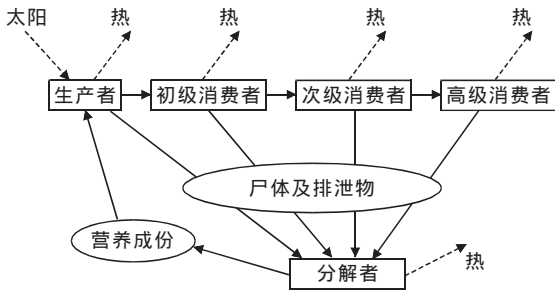 太阳
热
热
热
热
生产者
初级消费者
次级消费者
高级消费者
尸体及排泄物
营养成份
分解者
热